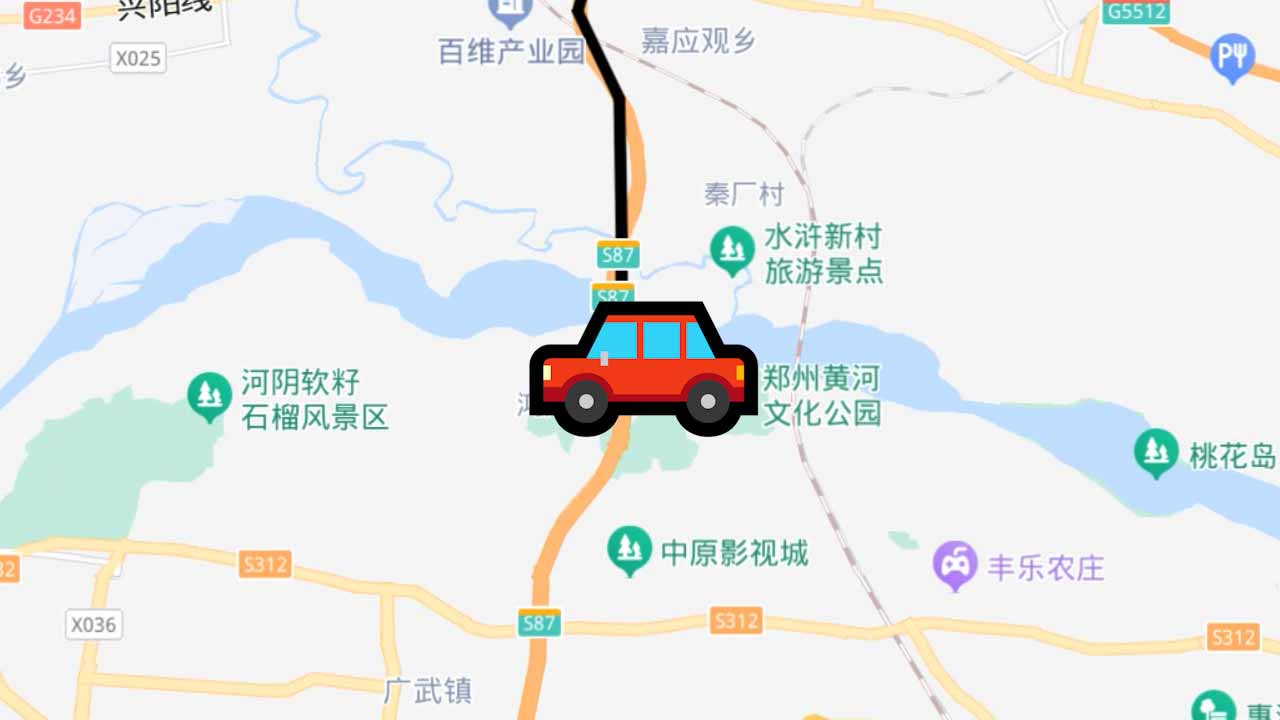 G234
兴阳线
G5512
X025
百维产业园
嘉应观乡
乡
秦厂村
S87
水浒新村
旅游景点
S87
河阴软籽
石榴风景区
郑州黄河
文化公园
桃花岛
中原影视城
丰乐农庄
S312
X036
S87
S312
S312
广武镇